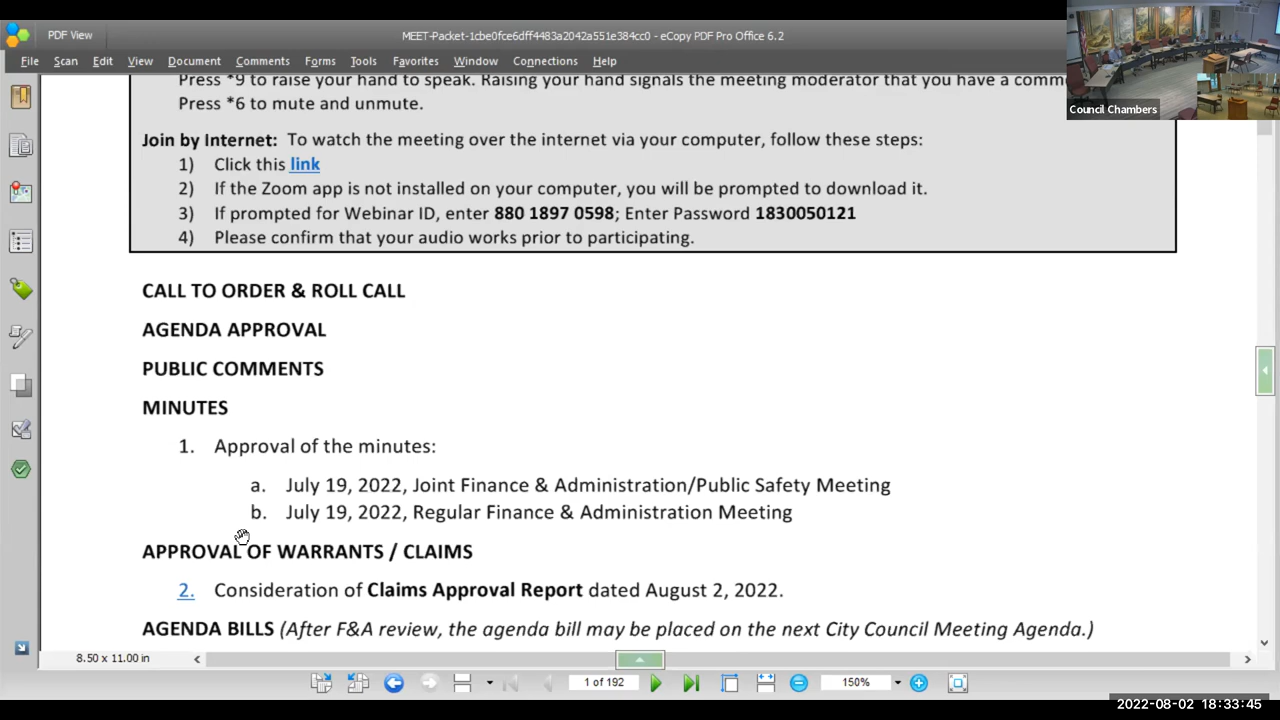 PDF View
MEET-Packet-1cbe0fce6dff4483a2042a551e384cc0 - eCopy PDF Pro Office 6.2
File Scan Edit View Document Comments Forms Tools Favorites Window Connections Help
Press *9 to raise your hand to speak. Raising your hand signals the meeting moderator that you have a
Press *6 to mute and unmute.
Council Chambers
Join by Internet: To watch the meeting over the internet via your computer, follow these steps:
1) Click this link
2) If the Zoom app is not installed on your computer, you will be prompted to download it.
3) If prompted for Webinar ID, enter 880 1897 0598; Enter Password 1830050121
4) Please confirm that your audio works prior to participating.
CALL TO ORDER & ROLL CALL
AGENDA APPROVAL
PUBLIC COMMENTS
MINUTES
1. Approval of the minutes:
a. July 19, 2022, Joint Finance & Administration/Public Safety Meeting
b. July 19, 2022, Regular Finance & Administration Meeting
APPROVAL OF WARRANTS / CLAIMS
2. Consideration of Claims Approval Report dated August 2, 2022.
AGENDA BILLS (After F&A review, the agenda bill may be placed on the next City Council Meeting Agenda.)
8.50 x 11.00 in
1 of 192
150%
2022-08-02 18:33:45